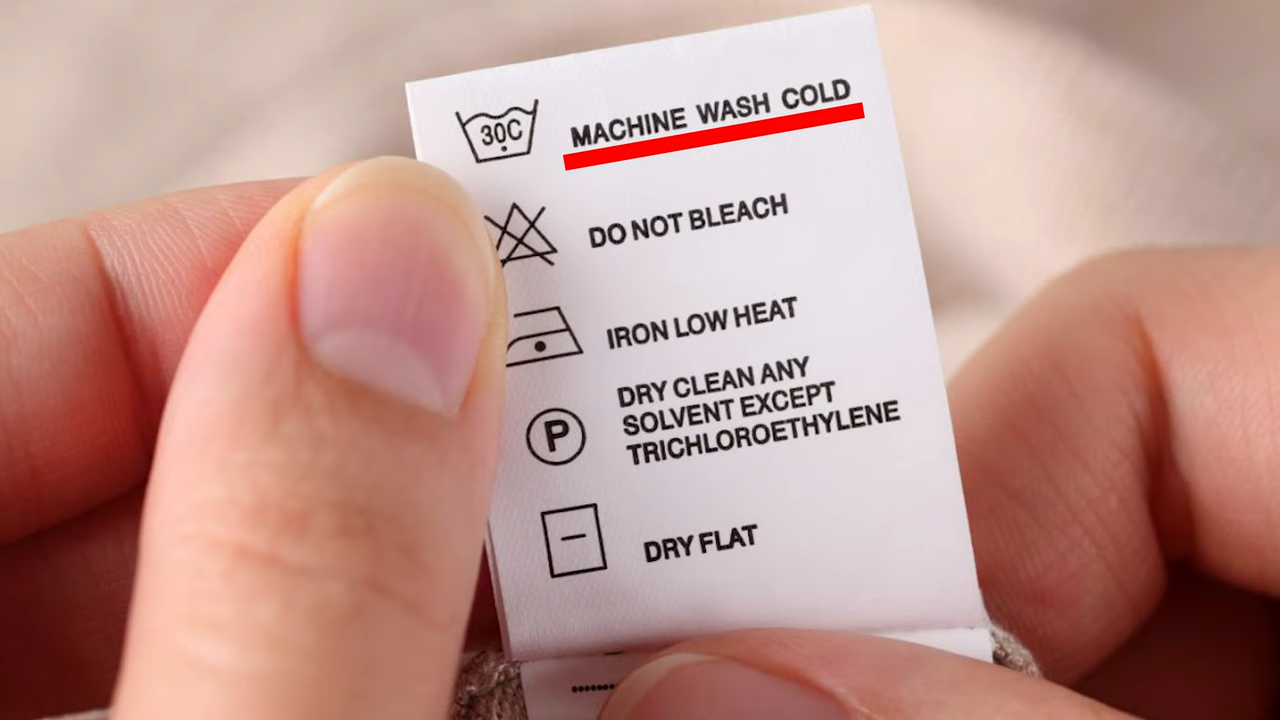 30C MACHINE WASH COLD
DO NOT BLEACH
IRON LOW HEAT
DRY CLEAN ANY
SOLVENT EXCEPT
P TRICHLOROETHYLENE
DRY FLAT